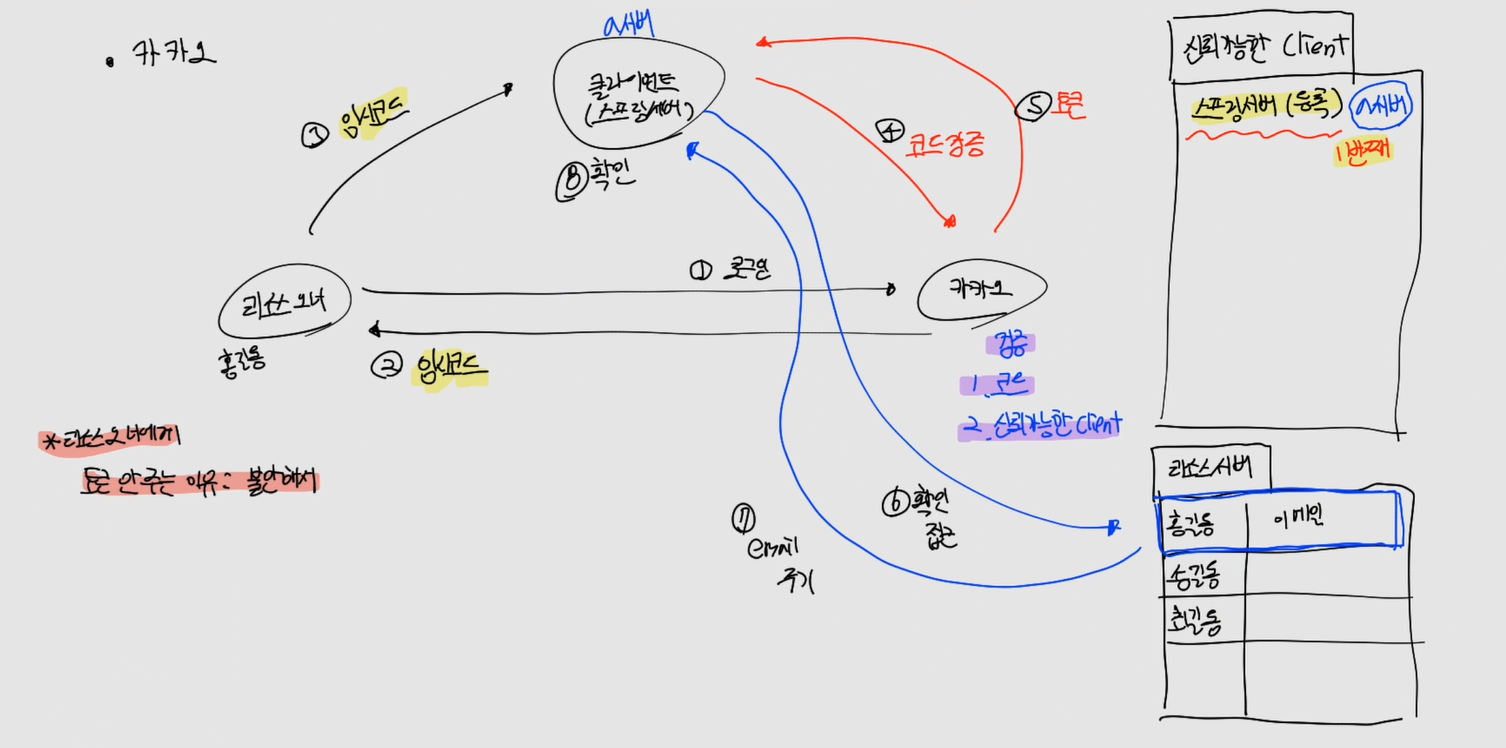 • 카카오
a서버
클라이언트
(스프링서버)
③ 임시코드
⑧ 확인
④ 코드검증
⑤ 토큰
① 로그인
리소스 오너
홍길동
② 임시코드
카카오
검증
1. 코드
2. 신뢰가능한 Client
*리소스 오너에게
토큰 안 주는 이유: 불안해서
⑥ 확인
접근
⑦
email
주기
신뢰가능한 Client
스프링서버 (등록) a서버
1번째
리소스서버
홍길동 이메일
송길동
최길동